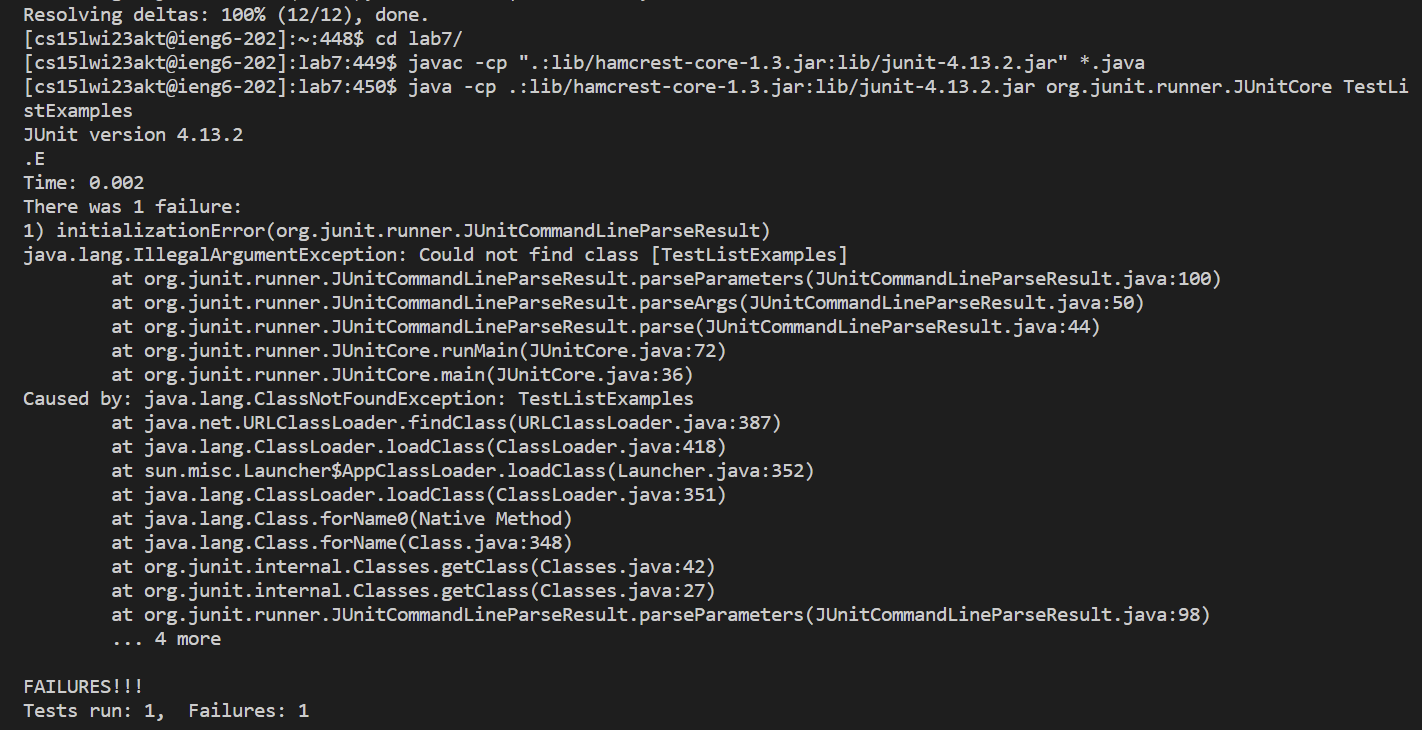 Resolving deltas: 100% (12/12), done.
[cs15lwi23akt@ieng6-202]:~:448$ cd lab7/
[cs15lwi23akt@ieng6-202]:lab7:449$ javac -cp ".:lib/hamcrest-core-1.3.jar:lib/junit-4.13.2.jar" *.java
[cs15lwi23akt@ieng6-202]:lab7:450$ java -cp .:lib/hamcrest-core-1.3.jar:lib/junit-4.13.2.jar org.junit.runner.JUnitCore TestLi
stExamples
JUnit version 4.13.2
.E
Time: 0.002
There was 1 failure:
1) initializationError(org.junit.runner.JUnitCommandLineParseResult)
java.lang.IllegalArgumentException: Could not find class [TestListExamples]
        at org.junit.runner.JUnitCommandLineParseResult.parseParameters(JUnitCommandLineParseResult.java:100)
        at org.junit.runner.JUnitCommandLineParseResult.parseArgs(JUnitCommandLineParseResult.java:50)
        at org.junit.runner.JUnitCommandLineParseResult.parse(JUnitCommandLineParseResult.java:44)
        at org.junit.runner.JUnitCore.runMain(JUnitCore.java:72)
        at org.junit.runner.JUnitCore.main(JUnitCore.java:36)
Caused by: java.lang.ClassNotFoundException: TestListExamples
        at java.net.URLClassLoader.findClass(URLClassLoader.java:387)
        at java.lang.ClassLoader.loadClass(ClassLoader.java:418)
        at sun.misc.Launcher$AppClassLoader.loadClass(Launcher.java:352)
        at java.lang.ClassLoader.loadClass(ClassLoader.java:351)
        at java.lang.Class.forName0(Native Method)
        at java.lang.Class.forName(Class.java:348)
        at org.junit.internal.Classes.getClass(Classes.java:42)
        at org.junit.internal.Classes.getClass(Classes.java:27)
        at org.junit.runner.JUnitCommandLineParseResult.parseParameters(JUnitCommandLineParseResult.java:98)
        ... 4 more
FAILURES!!!
Tests run: 1,  Failures: 1